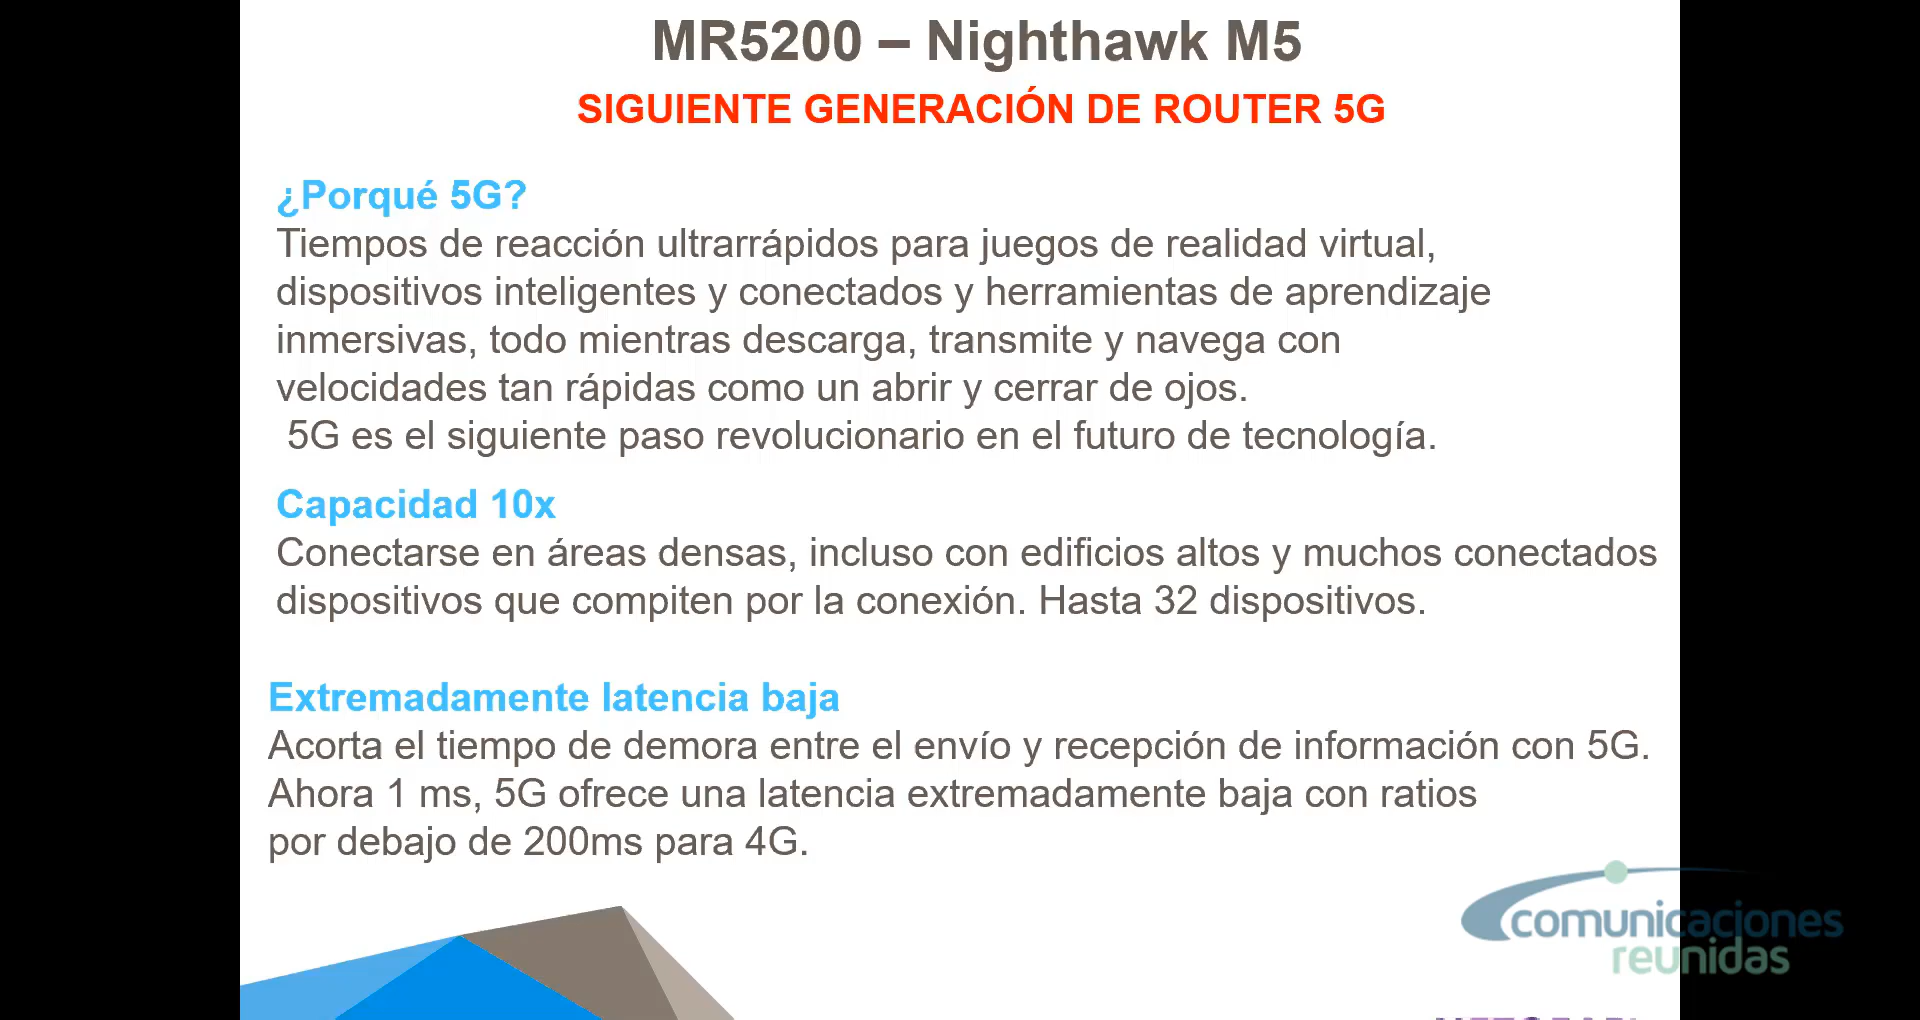 MR5200 – Nighthawk M5
SIGUIENTE GENERACIÓN DE ROUTER 5G
¿Porqué 5G?
Tiempos de reacción ultrarrápidos para juegos de realidad virtual,
dispositivos inteligentes y conectados y herramientas de aprendizaje
inmersivas, todo mientras descarga, transmite y navega con
velocidades tan rápidas como un abrir y cerrar de ojos.
5G es el siguiente paso revolucionario en el futuro de tecnología.
Capacidad 10x
Conectarse en áreas densas, incluso con edificios altos y muchos conectados
dispositivos que compiten por la conexión. Hasta 32 dispositivos.
Extremadamente latencia baja
Acorta el tiempo de demora entre el envío y recepción de información con 5G.
Ahora 1 ms, 5G ofrece una latencia extremadamente baja con ratios
por debajo de 200ms para 4G.
comunicaciones
reunidas